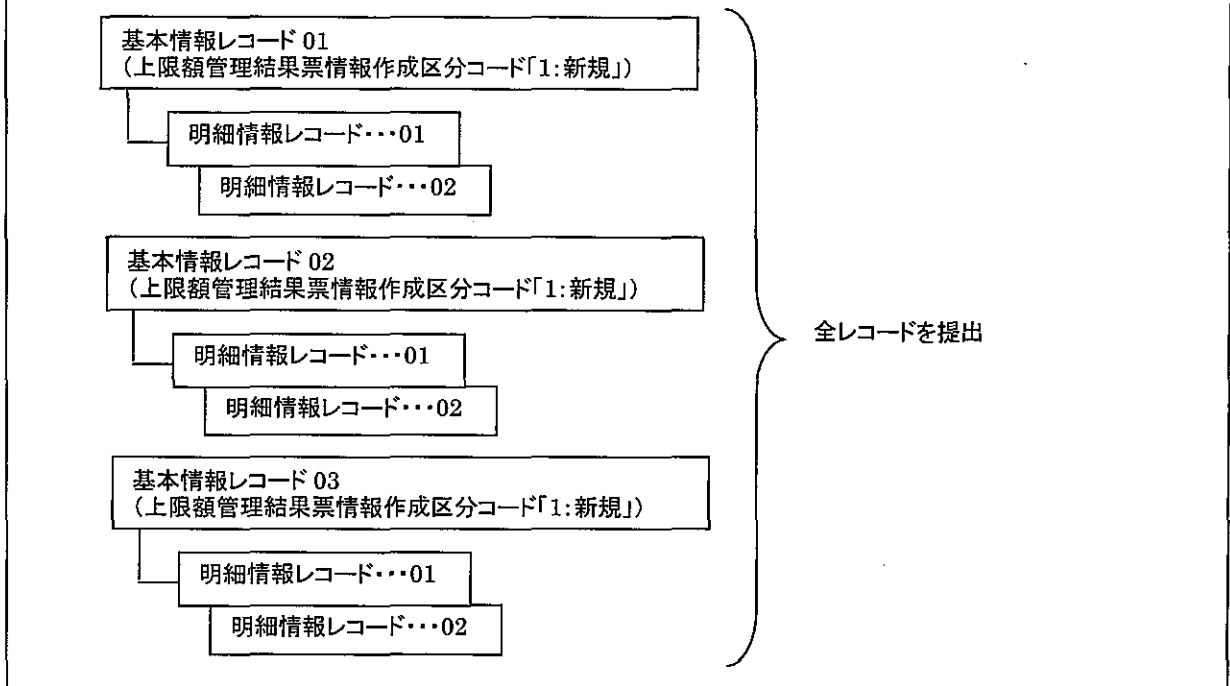 基本情報レコード 01
（上限額管理結果票情報作成区分コード「1:新規」）
明細情報レコード・・・01
明細情報レコード・・・02
基本情報レコード 02
（上限額管理結果票情報作成区分コード「1:新規」）
明細情報レコード・・・01
明細情報レコード・・・02
全レコードを提出
基本情報レコード 03
（上限額管理結果票情報作成区分コード「1:新規」）
明細情報レコード・・・01
明細情報レコード・・・02